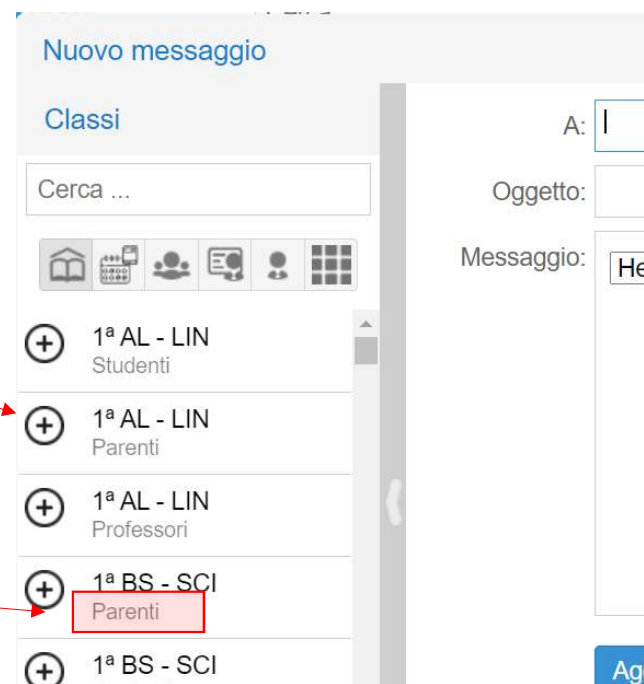 Nuovo messaggio
Classi
Cerca ...
1ª AL - LIN
Studenti
1ª AL - LIN
Parenti
1ª AL - LIN
Professori
1ª BS - SCI
Parenti
1ª BS - SCI
A:
Oggetto:
Messaggio: